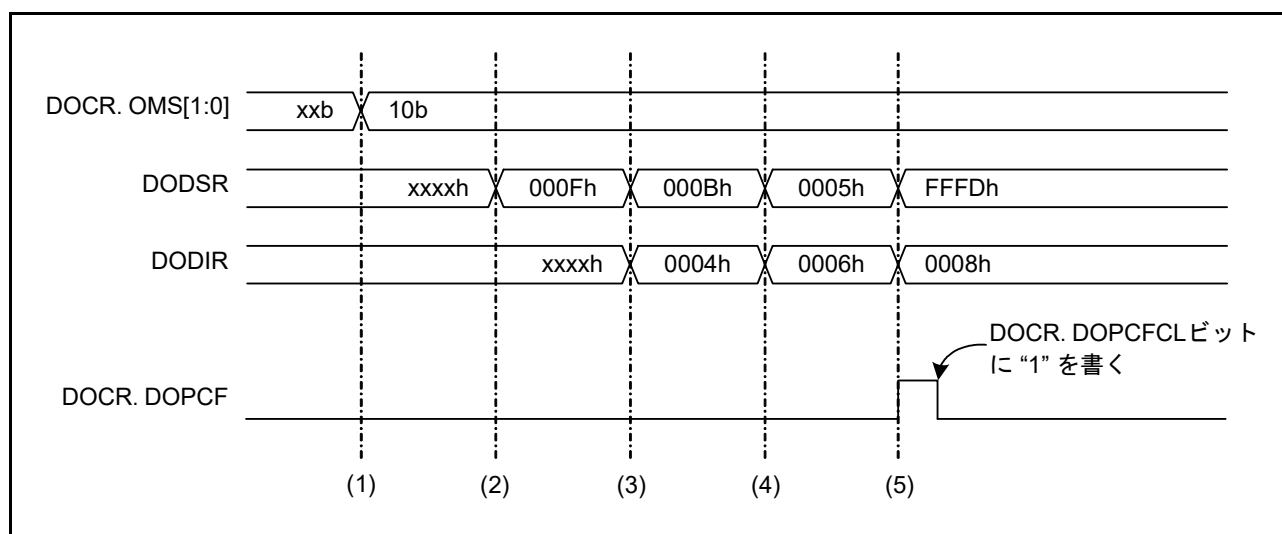 DOCR. OMS[1:0] xxb 10b
DODSR xxxxh 000Fh 000Bh 0005h FFFDh
DODIR xxxxh 0004h 0006h 0008h
DOCR. DOPCFCLビット
に “1” を書く
DOCR. DOPCF
(1) (2) (3) (4) (5)